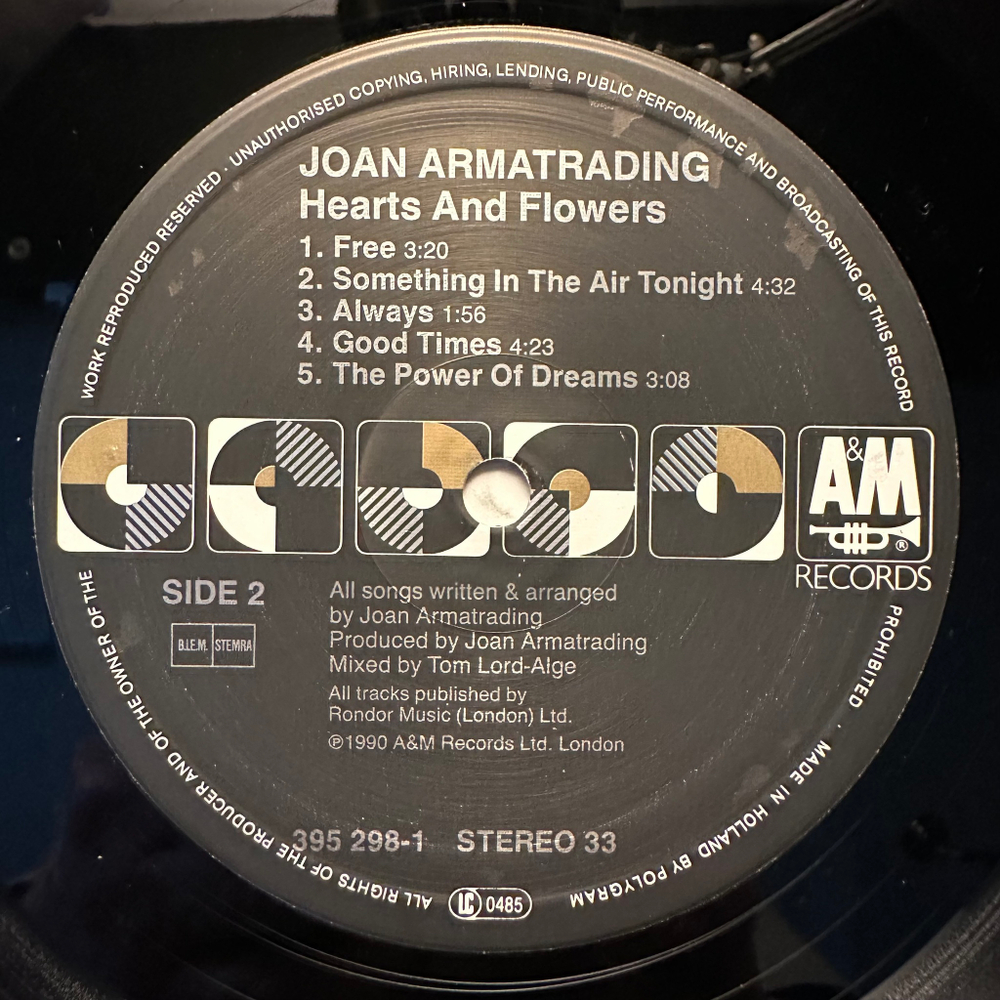 JOAN ARMATRADING
Hearts And Flowers
1. Free 3:20
2. Something In The Air Tonight 4:32
3. Always 1:56
4. Good Times 4:23
5. The Power Of Dreams 3:08
A&M
®
RECORDS
SIDE 2
B.I.E.M. STEMRA
All songs written & arranged
by Joan Armatrading
Produced by Joan Armatrading
Mixed by Tom Lord-Alge
All tracks published by
Rondor Music (London) Ltd.
℗1990 A&M Records Ltd. London
395 298-1 STEREO 33
LC 0485
ALL RIGHTS OF THE PRODUCER AND OF THE OWNER OF THE
WORK REPRODUCED RESERVED · UNAUTHORISED COPYING, HIRING, LENDING, PUBLIC PERFORMANCE AND BROADCASTING OF THIS RECORD
PROHIBITED · MADE IN HOLLAND BY POLYGRAM